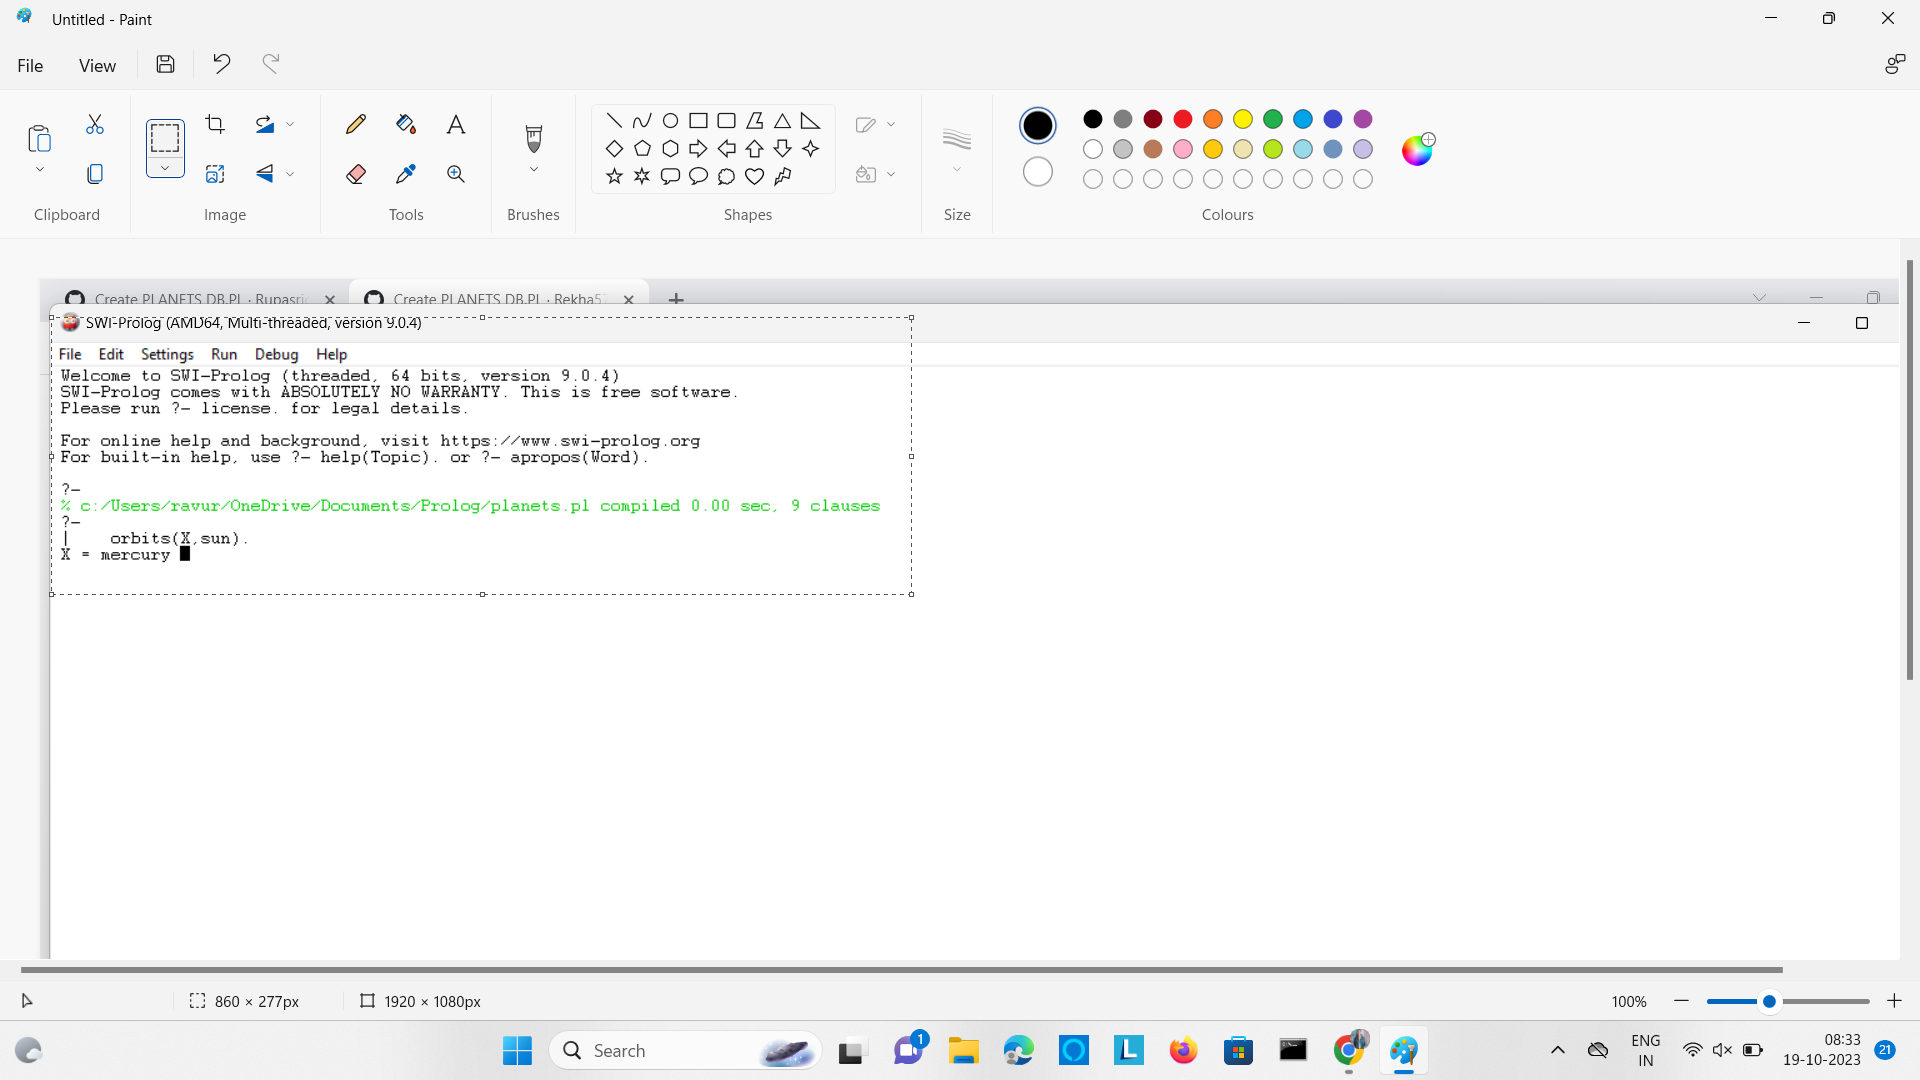 Untitled - Paint
File View
Clipboard
Image
Tools
Brushes
Shapes
Size
Colours
Create PLANETS DB.PL · Rupasri
Create PLANETS DB.PL · Rekha57
SWI-Prolog (AMD64, Multi-threaded, version 9.0.4)
File Edit Settings Run Debug Help
Welcome to SWI-Prolog (threaded, 64 bits, version 9.0.4)
SWI-Prolog comes with ABSOLUTELY NO WARRANTY. This is free software.
Please run ?- license. for legal details.
For online help and background, visit https://www.swi-prolog.org
For built-in help, use ?- help(Topic). or ?- apropos(Word).
?-
% c:/Users/ravur/OneDrive/Documents/Prolog/planets.pl compiled 0.00 sec, 9 clauses
?-
| orbits(X,sun).
X = mercury
860 × 277px
1920 × 1080px
100%
Search
1
ENG
IN
08:33
19-10-2023
21